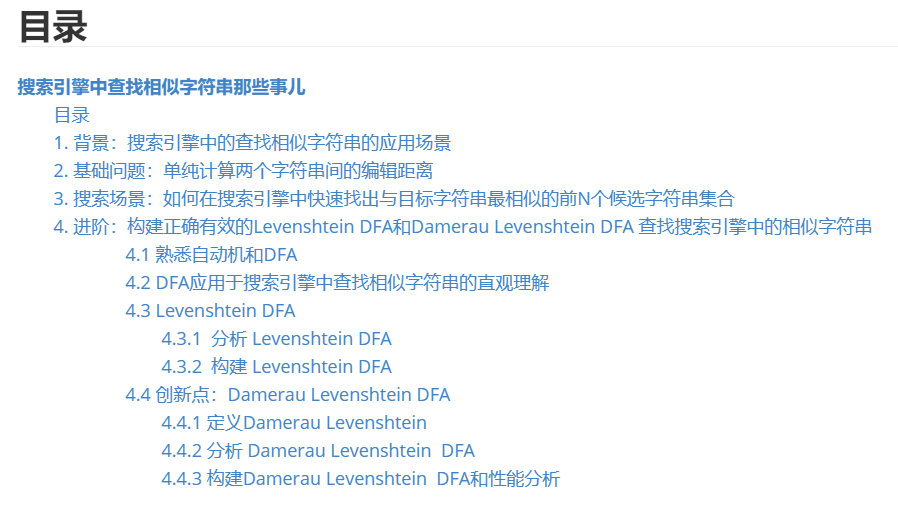 目录
搜索引擎中查找相似字符串那些事儿
目录
1. 背景：搜索引擎中的查找相似字符串的应用场景
2. 基础问题：单纯计算两个字符串间的编辑距离
3. 搜索场景：如何在搜索引擎中快速找出与目标字符串最相似的前N个候选字符串集合
4. 进阶：构建正确有效的Levenshtein DFA和Damerau Levenshtein DFA 查找搜索引擎中的相似字符串
4.1 熟悉自动机和DFA
4.2 DFA应用于搜索引擎中查找相似字符串的直观理解
4.3 Levenshtein DFA
4.3.1 分析 Levenshtein DFA
4.3.2 构建 Levenshtein DFA
4.4 创新点：Damerau Levenshtein DFA
4.4.1 定义Damerau Levenshtein
4.4.2 分析 Damerau Levenshtein DFA
4.4.3 构建Damerau Levenshtein DFA和性能分析